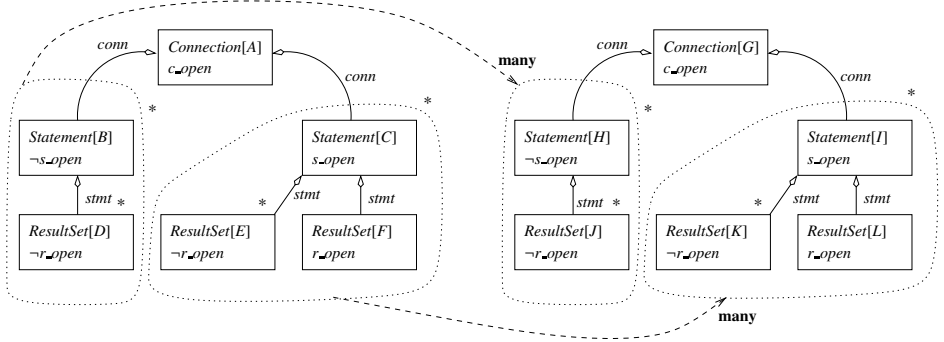 conn
Connection[A]
c_open
conn
many
conn
Connection[G]
c_open
conn
*
*
*
*
Statement[B]
¬s_open
Statement[C]
s_open
Statement[H]
¬s_open
Statement[I]
s_open
stmt
*
*
stmt
stmt
stmt
*
*
stmt
stmt
ResultSet[D]
¬r_open
ResultSet[E]
¬r_open
ResultSet[F]
r_open
ResultSet[J]
¬r_open
ResultSet[K]
¬r_open
ResultSet[L]
r_open
many